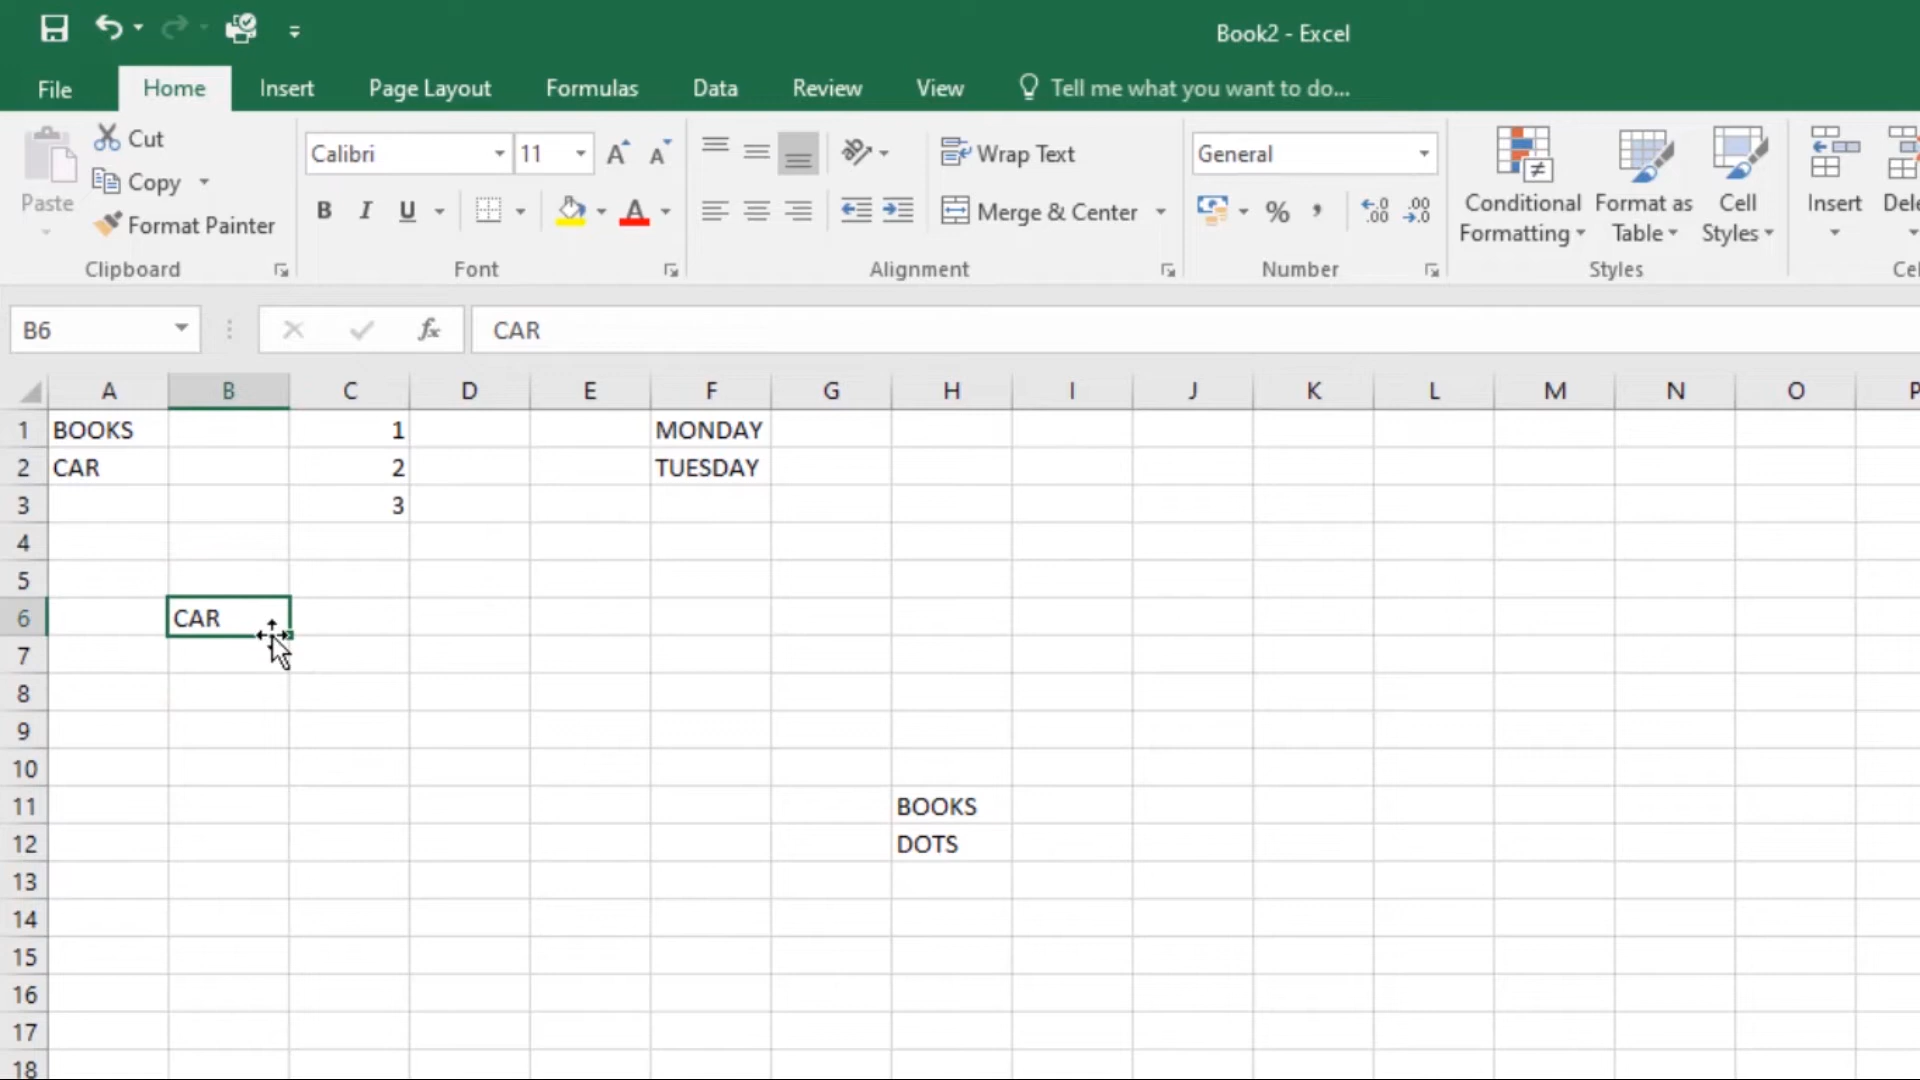 Book2 - Excel
File Home Insert Page Layout Formulas Data Review View Tell me what you want to do...
Cut
Copy
Paste
Format Painter
Clipboard
Calibri 11
B I U
A
Font
Wrap Text
Merge & Center
Alignment
General
% ,
Number
Conditional Formatting
Format as Table
Cell Styles
Styles
Insert
B6 fx CAR
A B C D E F G H I J K L M N O P
1 BOOKS 1 MONDAY
2 CAR 2 TUESDAY
3 3
4
5
6 CAR
7
8
9
10
11 BOOKS
12 DOTS
13
14
15
16
17
18